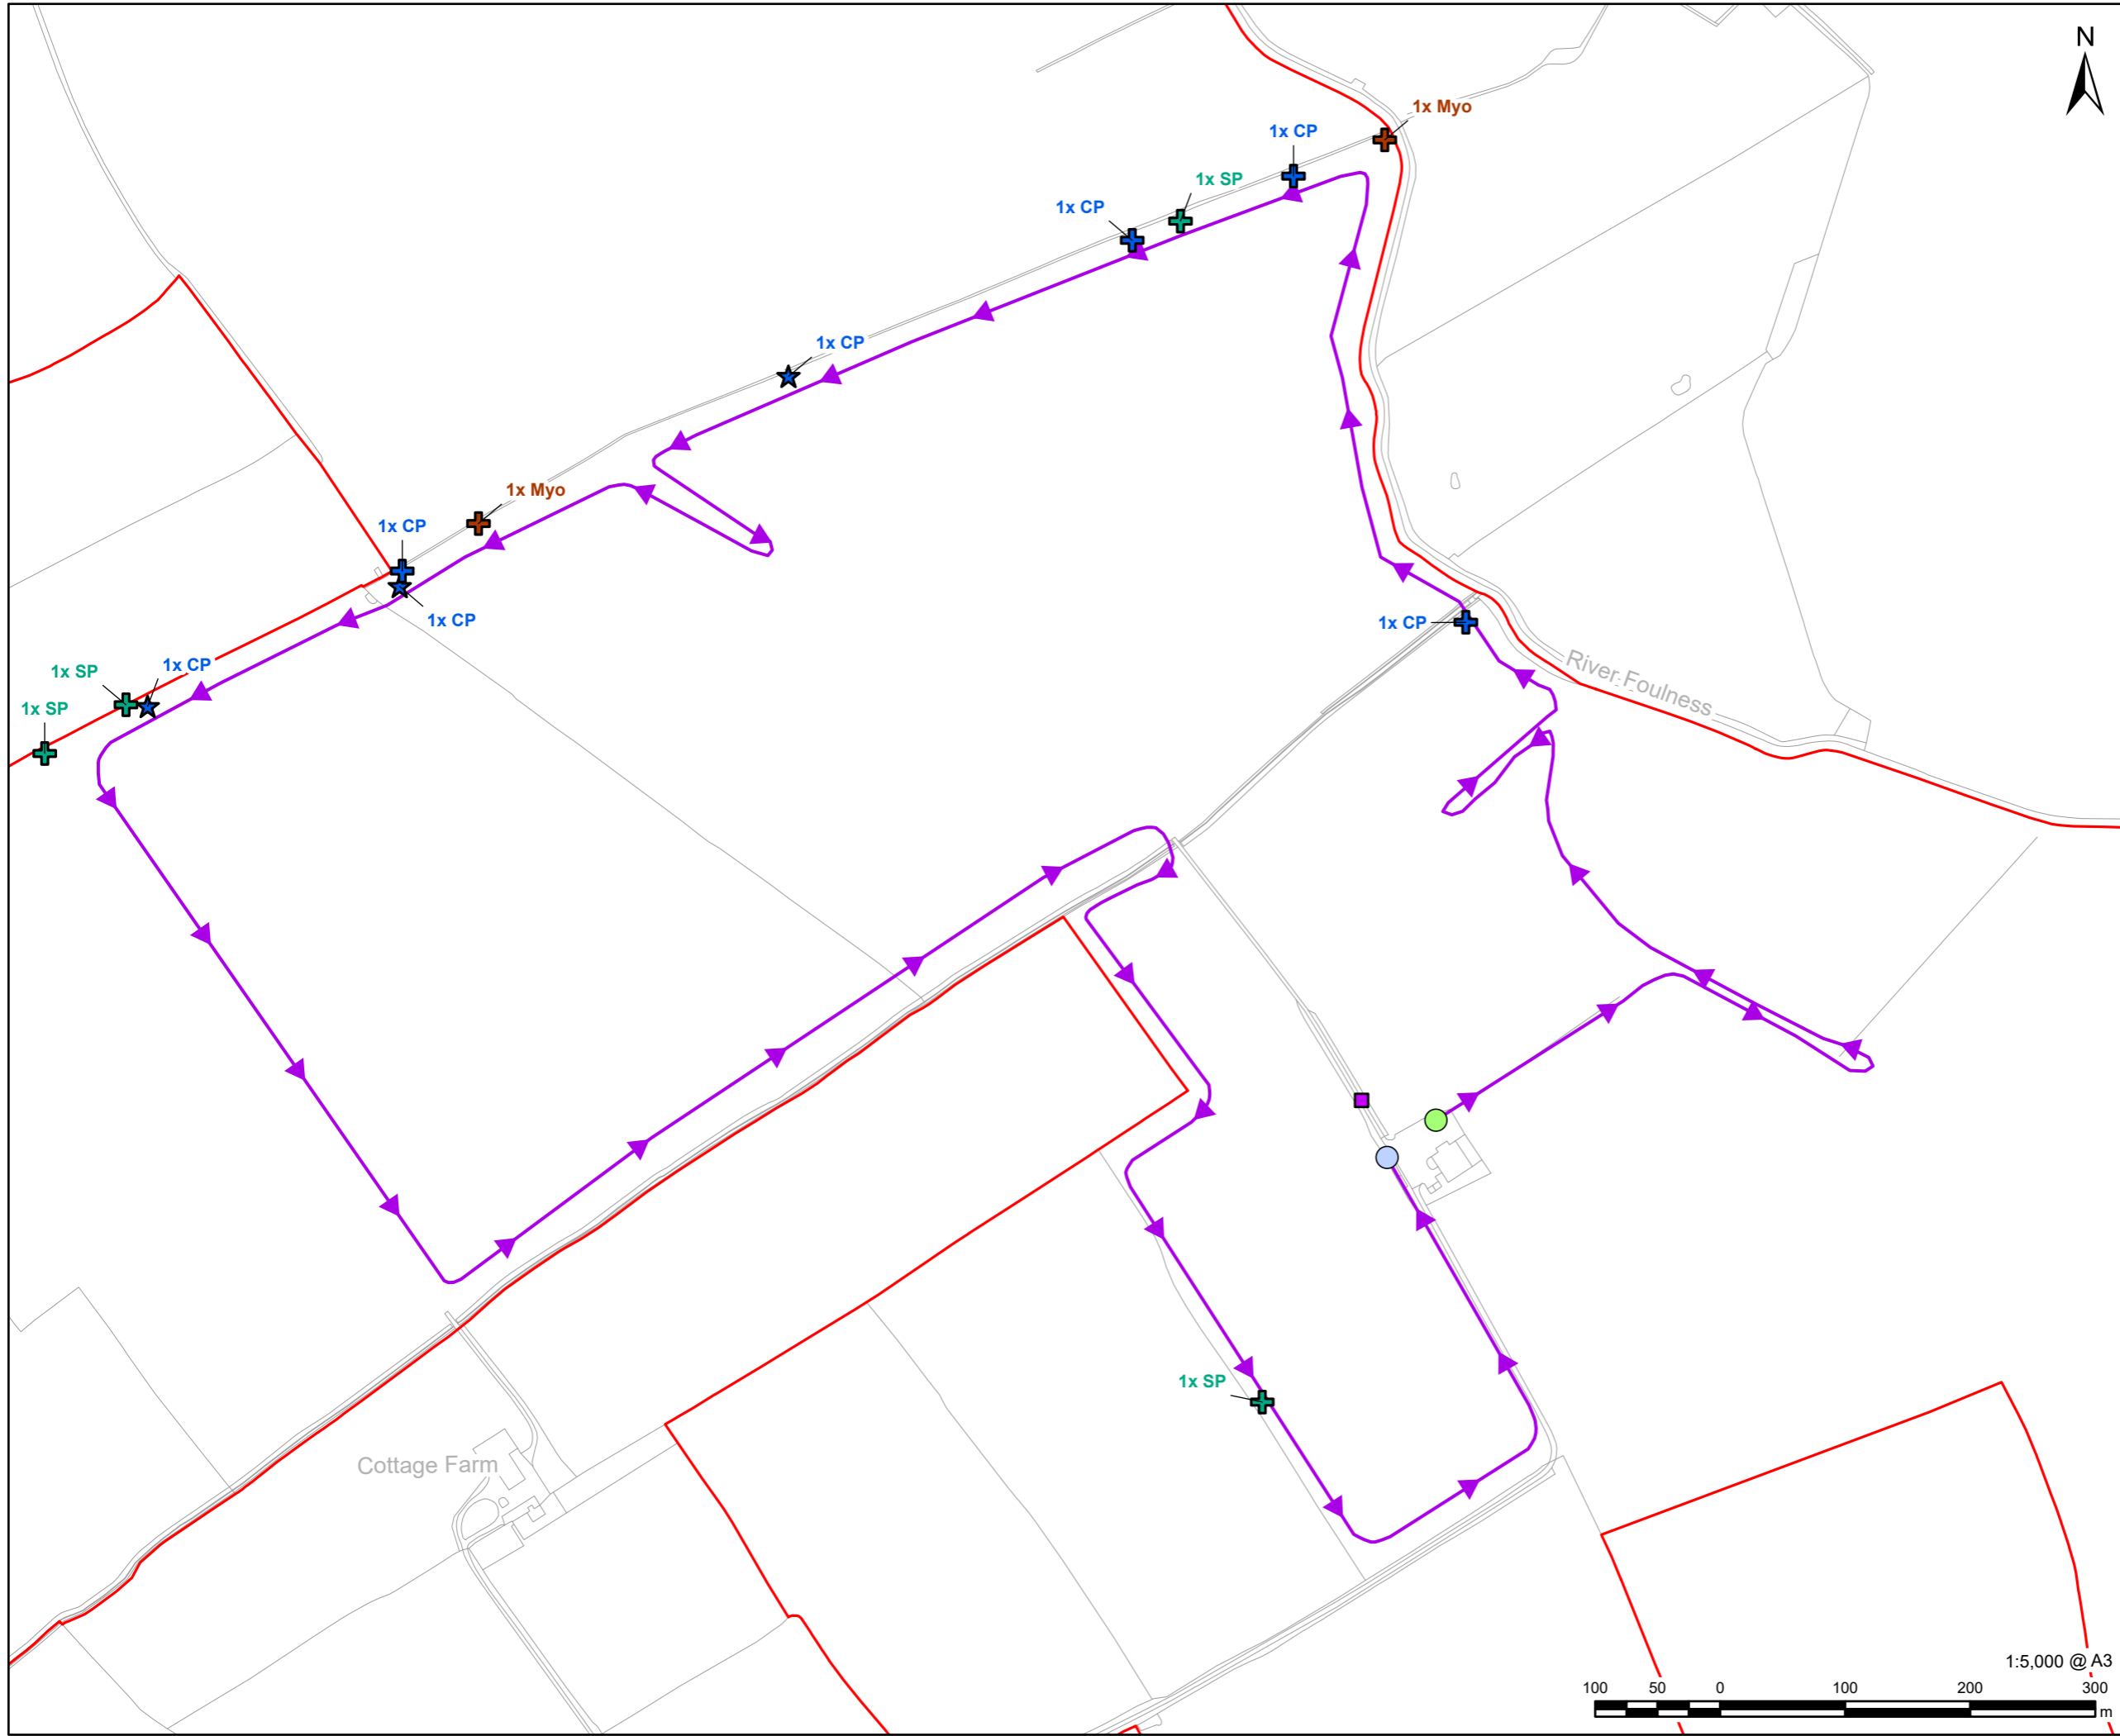 N
1x Myo
1x CP
1x SP
1x CP
1x CP
1x Myo
1x CP
1x CP
1x CP
1x SP
1x CP
1x SP
River Foulness
1x SP
Cottage Farm
1:5,000 @ A3
100 50 0 100 200 300
m